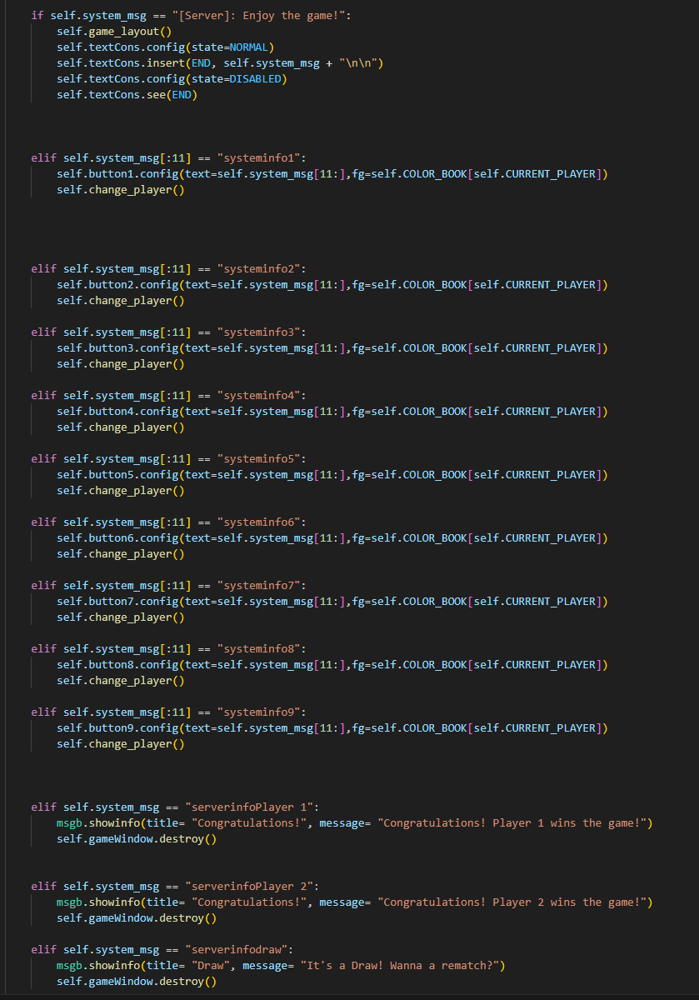 if self.system_msg == "[Server]: Enjoy the game!":
    self.game_layout()
    self.textCons.config(state=NORMAL)
    self.textCons.insert(END, self.system_msg + "\n\n")
    self.textCons.config(state=DISABLED)
    self.textCons.see(END)
elif self.system_msg[:11] == "systeminfo1":
    self.button1.config(text=self.system_msg[11:],fg=self.COLOR_BOOK[self.CURRENT_PLAYER])
    self.change_player()
elif self.system_msg[:11] == "systeminfo2":
    self.button2.config(text=self.system_msg[11:],fg=self.COLOR_BOOK[self.CURRENT_PLAYER])
    self.change_player()
elif self.system_msg[:11] == "systeminfo3":
    self.button3.config(text=self.system_msg[11:],fg=self.COLOR_BOOK[self.CURRENT_PLAYER])
    self.change_player()
elif self.system_msg[:11] == "systeminfo4":
    self.button4.config(text=self.system_msg[11:],fg=self.COLOR_BOOK[self.CURRENT_PLAYER])
    self.change_player()
elif self.system_msg[:11] == "systeminfo5":
    self.button5.config(text=self.system_msg[11:],fg=self.COLOR_BOOK[self.CURRENT_PLAYER])
    self.change_player()
elif self.system_msg[:11] == "systeminfo6":
    self.button6.config(text=self.system_msg[11:],fg=self.COLOR_BOOK[self.CURRENT_PLAYER])
    self.change_player()
elif self.system_msg[:11] == "systeminfo7":
    self.button7.config(text=self.system_msg[11:],fg=self.COLOR_BOOK[self.CURRENT_PLAYER])
    self.change_player()
elif self.system_msg[:11] == "systeminfo8":
    self.button8.config(text=self.system_msg[11:],fg=self.COLOR_BOOK[self.CURRENT_PLAYER])
    self.change_player()
elif self.system_msg[:11] == "systeminfo9":
    self.button9.config(text=self.system_msg[11:],fg=self.COLOR_BOOK[self.CURRENT_PLAYER])
    self.change_player()
elif self.system_msg == "serverinfoPlayer 1":
    msgb.showinfo(title= "Congratulations!", message= "Congratulations! Player 1 wins the game!")
    self.gameWindow.destroy()
elif self.system_msg == "serverinfoPlayer 2":
    msgb.showinfo(title= "Congratulations!", message= "Congratulations! Player 2 wins the game!")
    self.gameWindow.destroy()
elif self.system_msg == "serverinfodraw":
    msgb.showinfo(title= "Draw", message= "It's a Draw! Wanna a rematch?")
    self.gameWindow.destroy()